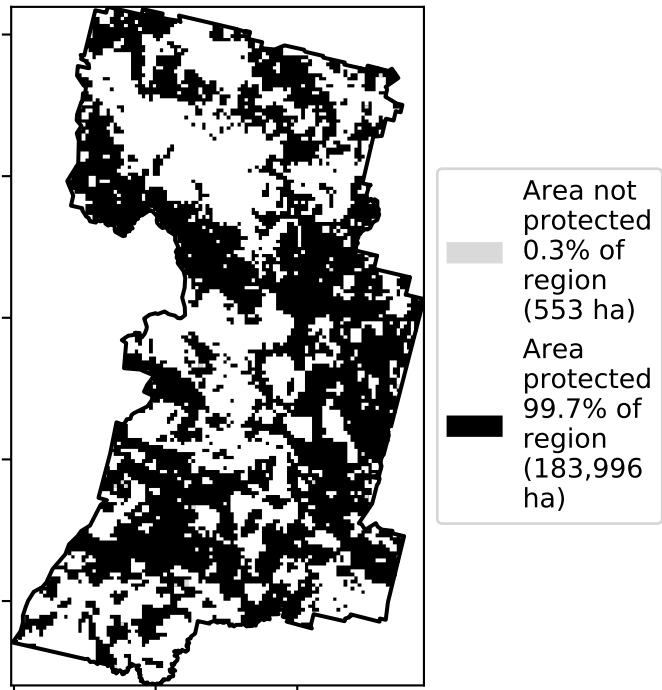 Area not
protected
0.3% of
region
(553 ha)
Area
protected
99.7% of
region
(183,996
ha)